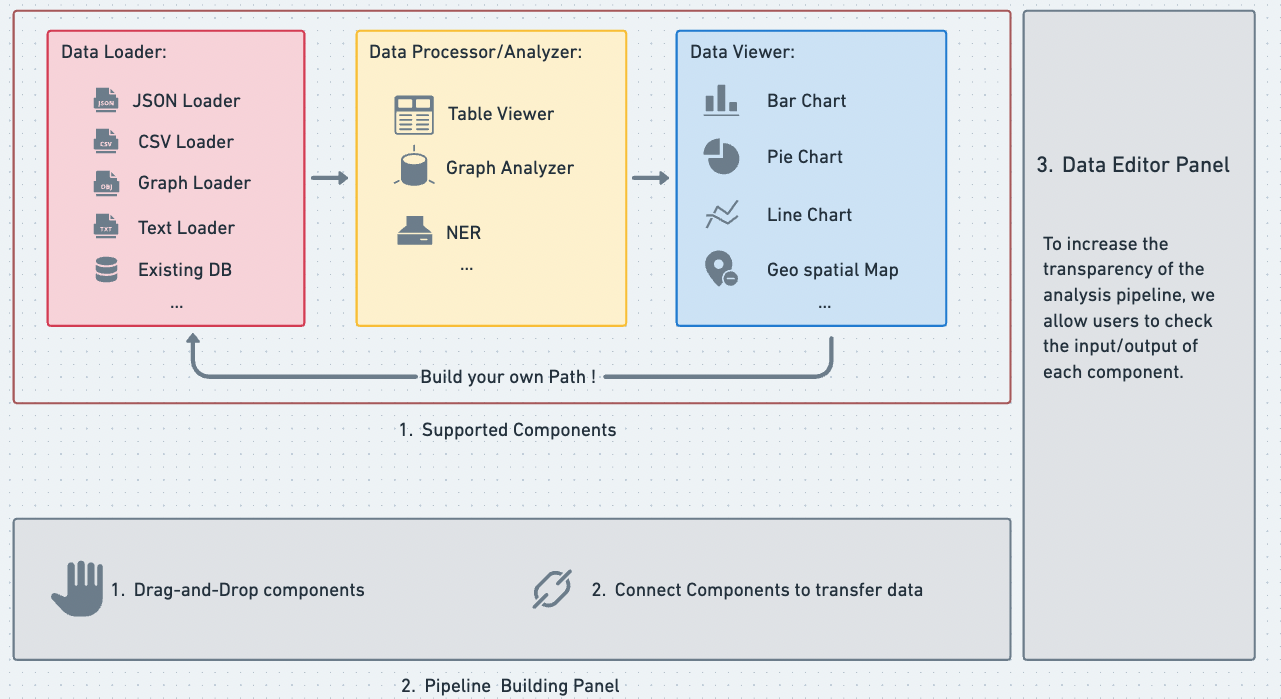 Data Loader:
JSON JSON Loader
CSV CSV Loader
OBJ Graph Loader
TXT Text Loader
Existing DB
...
Data Processor/Analyzer:
Table Viewer
Graph Analyzer
NER
...
Data Viewer:
Bar Chart
Pie Chart
Line Chart
Geo spatial Map
...
Build your own Path !
1. Supported Components
3. Data Editor Panel
To increase the
transparency of the
analysis pipeline, we
allow users to check
the input/output of
each component.
1. Drag-and-Drop components
2. Connect Components to transfer data
2. Pipeline Building Panel